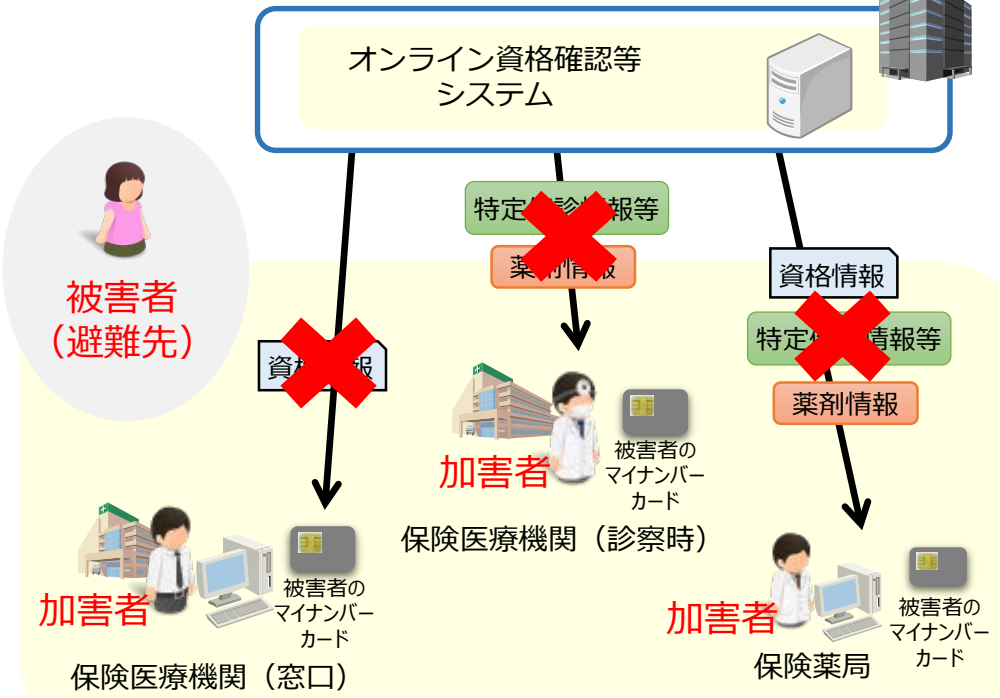 オンライン資格確認等
システム
被害者
（避難先）
特定
情報等
薬剤情報
資格情報
特定
情報等
薬剤情報
資
報
加害者
被害者の
マイナンバー
カード
保険医療機関（診察時）
加害者
被害者の
マイナンバー
カード
保険医療機関（窓口）
加害者
被害者の
マイナンバー
カード
保険薬局